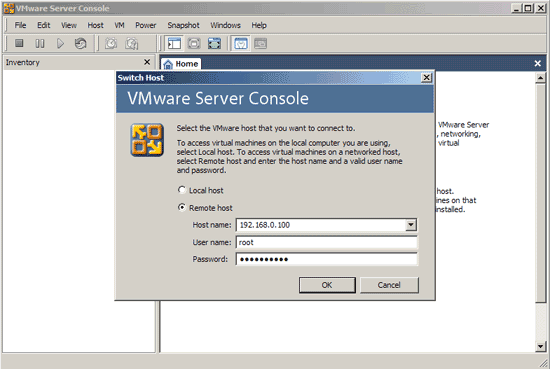 VMware Server Console
File Edit View Host VM Power Snapshot Windows Help
Inventory
Home
Switch Host
VMware Server Console
Select the VMware host that you want to connect to.
VMware Server
To access virtual machines on the local computer you are using,
, networking,
select Local host. To access virtual machines on a networked host,
virtual
select Remote host and enter the host name and a valid user name
and password.
Local host
host.
Remote host
nes on that
installed.
Host name: 192.168.0.100
User name: root
Password: ●●●●●●●●●●
OK Cancel